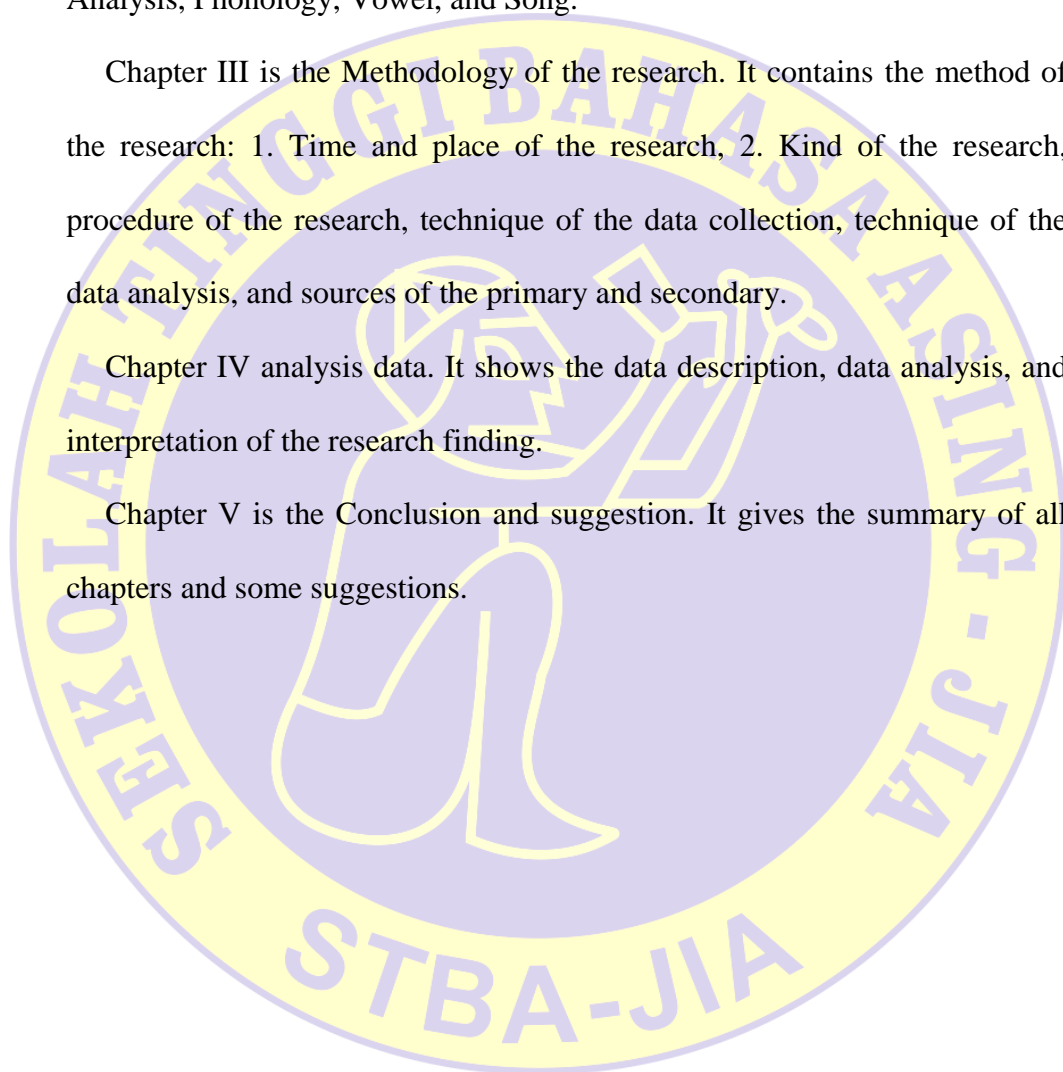 Analysis, Phonology, Vowel, and Song.
Chapter III is the Methodology of the research. It contains the method of
the research: 1. Time and place of the research, 2. Kind of the research,
procedure of the research, technique of the data collection, technique of the
data analysis, and sources of the primary and secondary.
Chapter IV analysis data. It shows the data description, data analysis, and
interpretation of the research finding.
Chapter V is the Conclusion and suggestion. It gives the summary of all
chapters and some suggestions.
SEKOLAH TINGGI BAHASA ASING - JIA
STBA-JIA